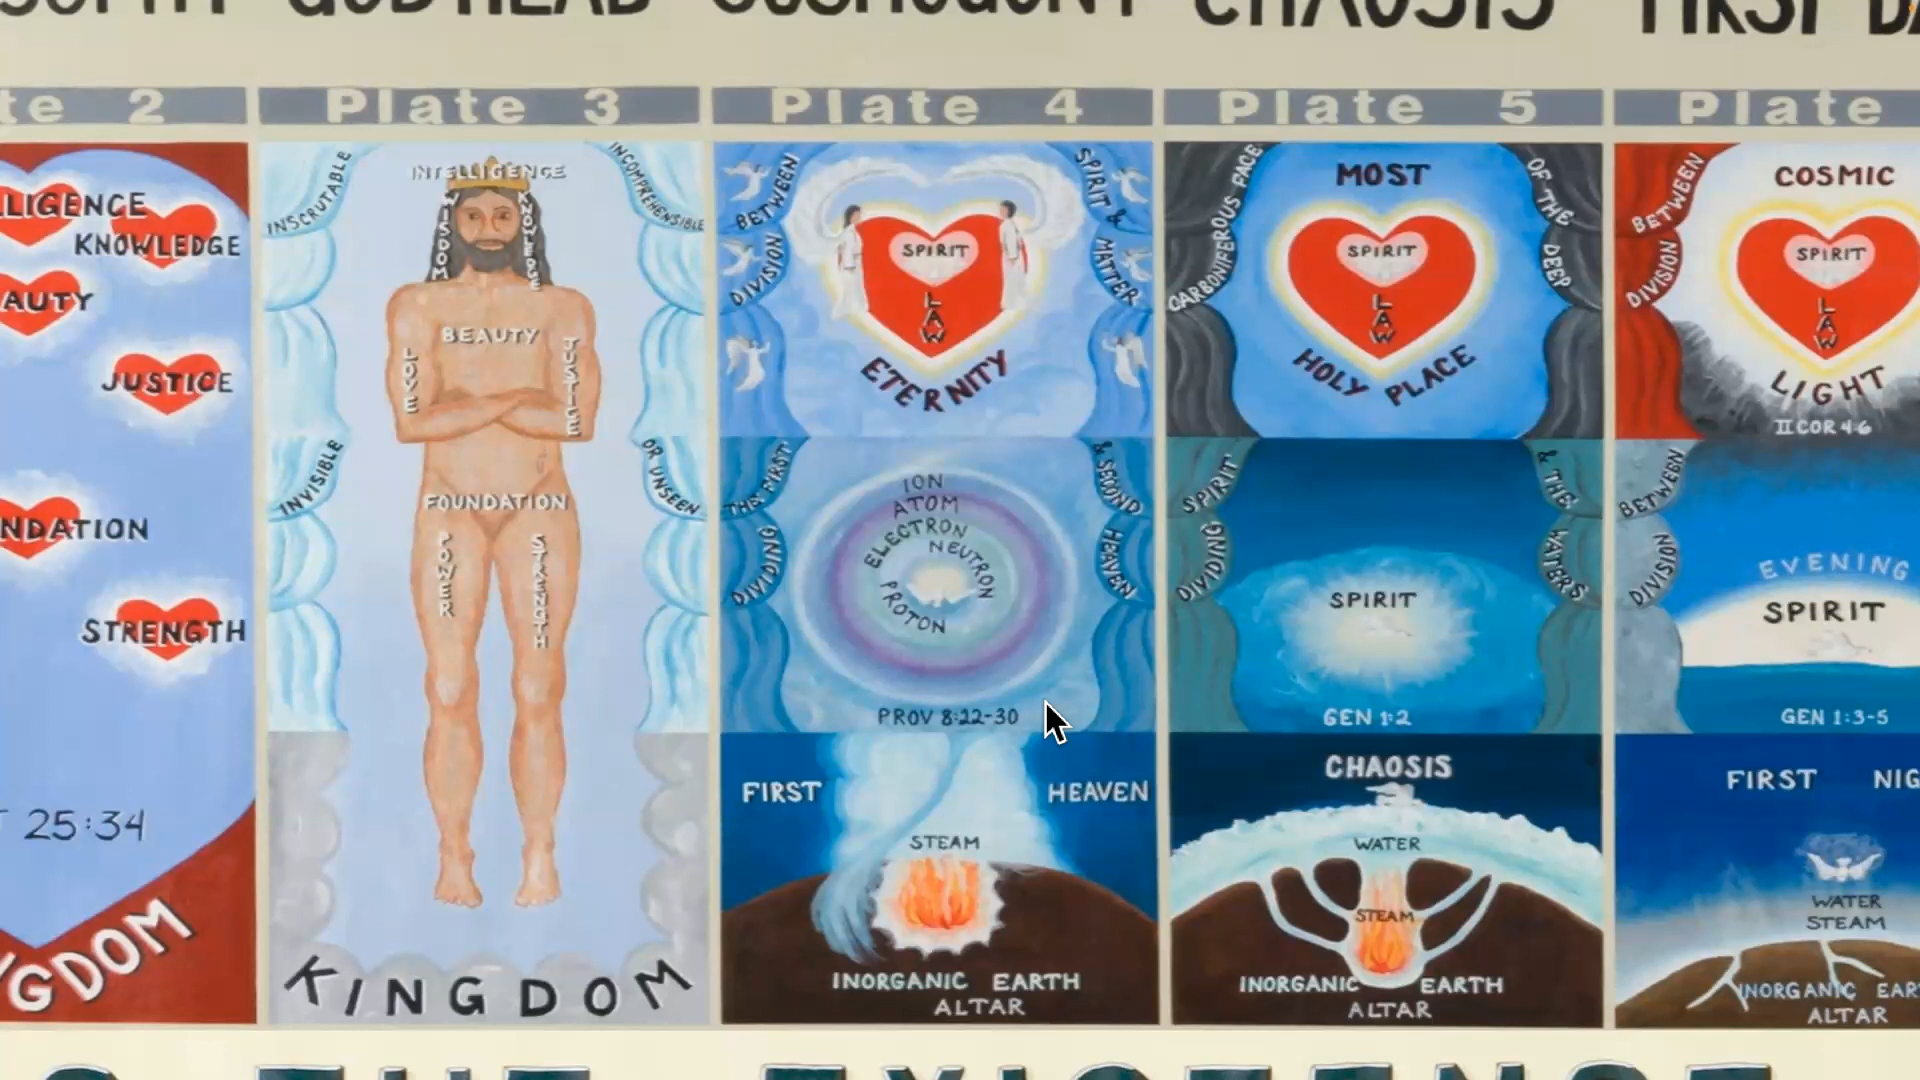 GODHEAD
COSMOGONY
CHAOSIS
FIRST
te 2
LLIGENCE
KNOWLEDGE
AUTY
JUSTICE
NDATION
STRENGTH
25:34
NGDOM
Plate 3
INSCRUTABLE
INCOMPREHENSIBLE
INTELLIGENCE
WISDOM
KNOWLEDGE
BEAUTY
LOVE
JUSTICE
INVISIBLE
OR UNSEEN
FOUNDATION
POWER
STRENGTH
KINGDOM
Plate 4
DIVISION BETWEEN
SPIRIT & MATTER
SPIRIT
LAW
ETERNITY
DIVIDING THE FIRST
& SECOND HEAVEN
ION
ATOM
ELECTRON
NEUTRON
PROTON
PROV 8:22-30
FIRST HEAVEN
STEAM
INORGANIC EARTH
ALTAR
Plate 5
CARBONIFEROUS FACE
OF THE DEEP
MOST
SPIRIT
LAW
HOLY PLACE
DIVIDING SPIRIT
& THE WATERS
SPIRIT
GEN 1:2
CHAOSIS
WATER
STEAM
INORGANIC EARTH
ALTAR
Plate
DIVISION BETWEEN
COSMIC
SPIRIT
LAW
LIGHT
II COR 4:6
DIVISION BETWEEN
EVENING
SPIRIT
GEN 1:3-5
FIRST NIG
WATER
STEAM
INORGANIC EAR
ALTAR
THE EXISTENCE